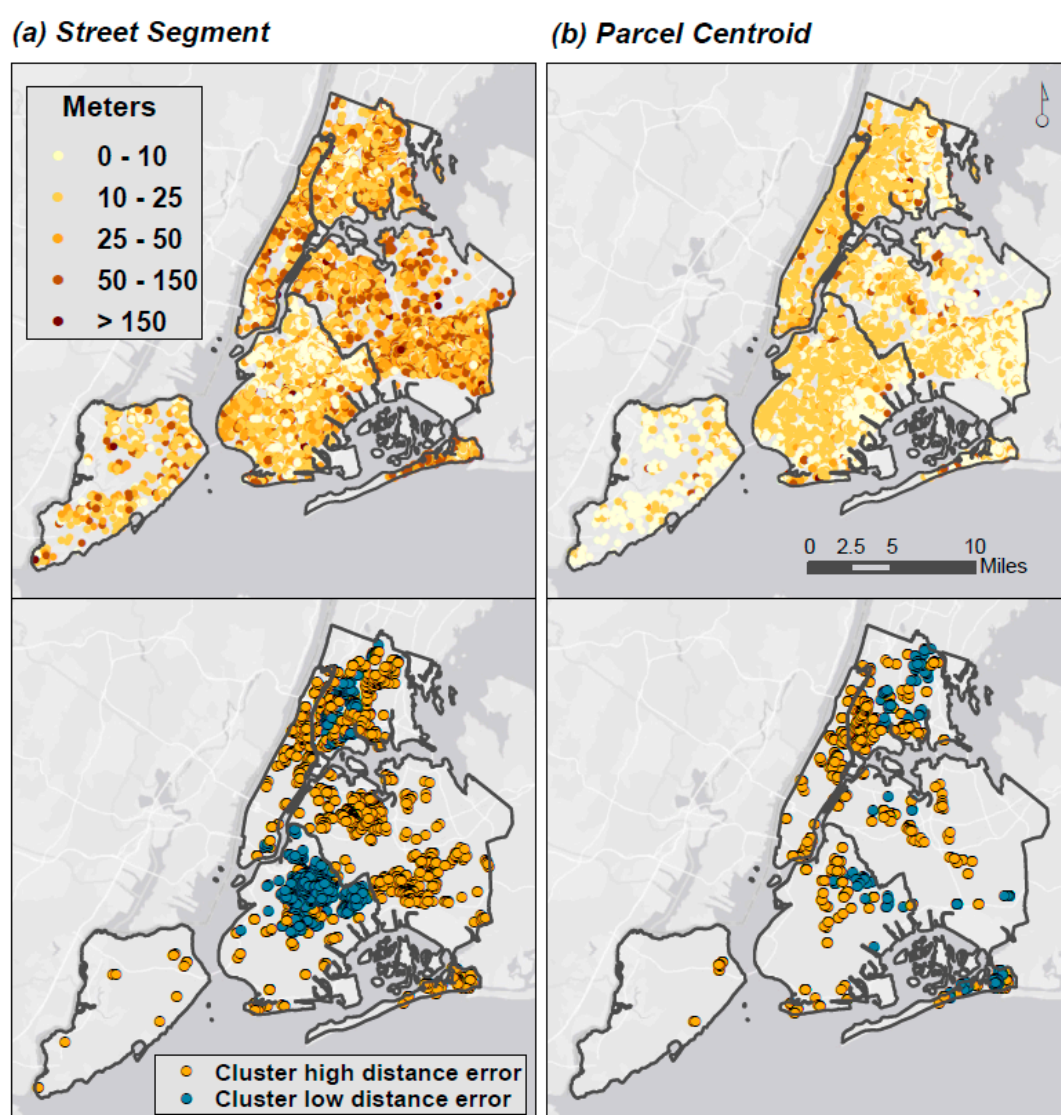 (a) Street Segment
(b) Parcel Centroid
Meters
0 - 10
10 - 25
25 - 50
50 - 150
> 150
0 2.5 5 10
Miles
Cluster high distance error
Cluster low distance error